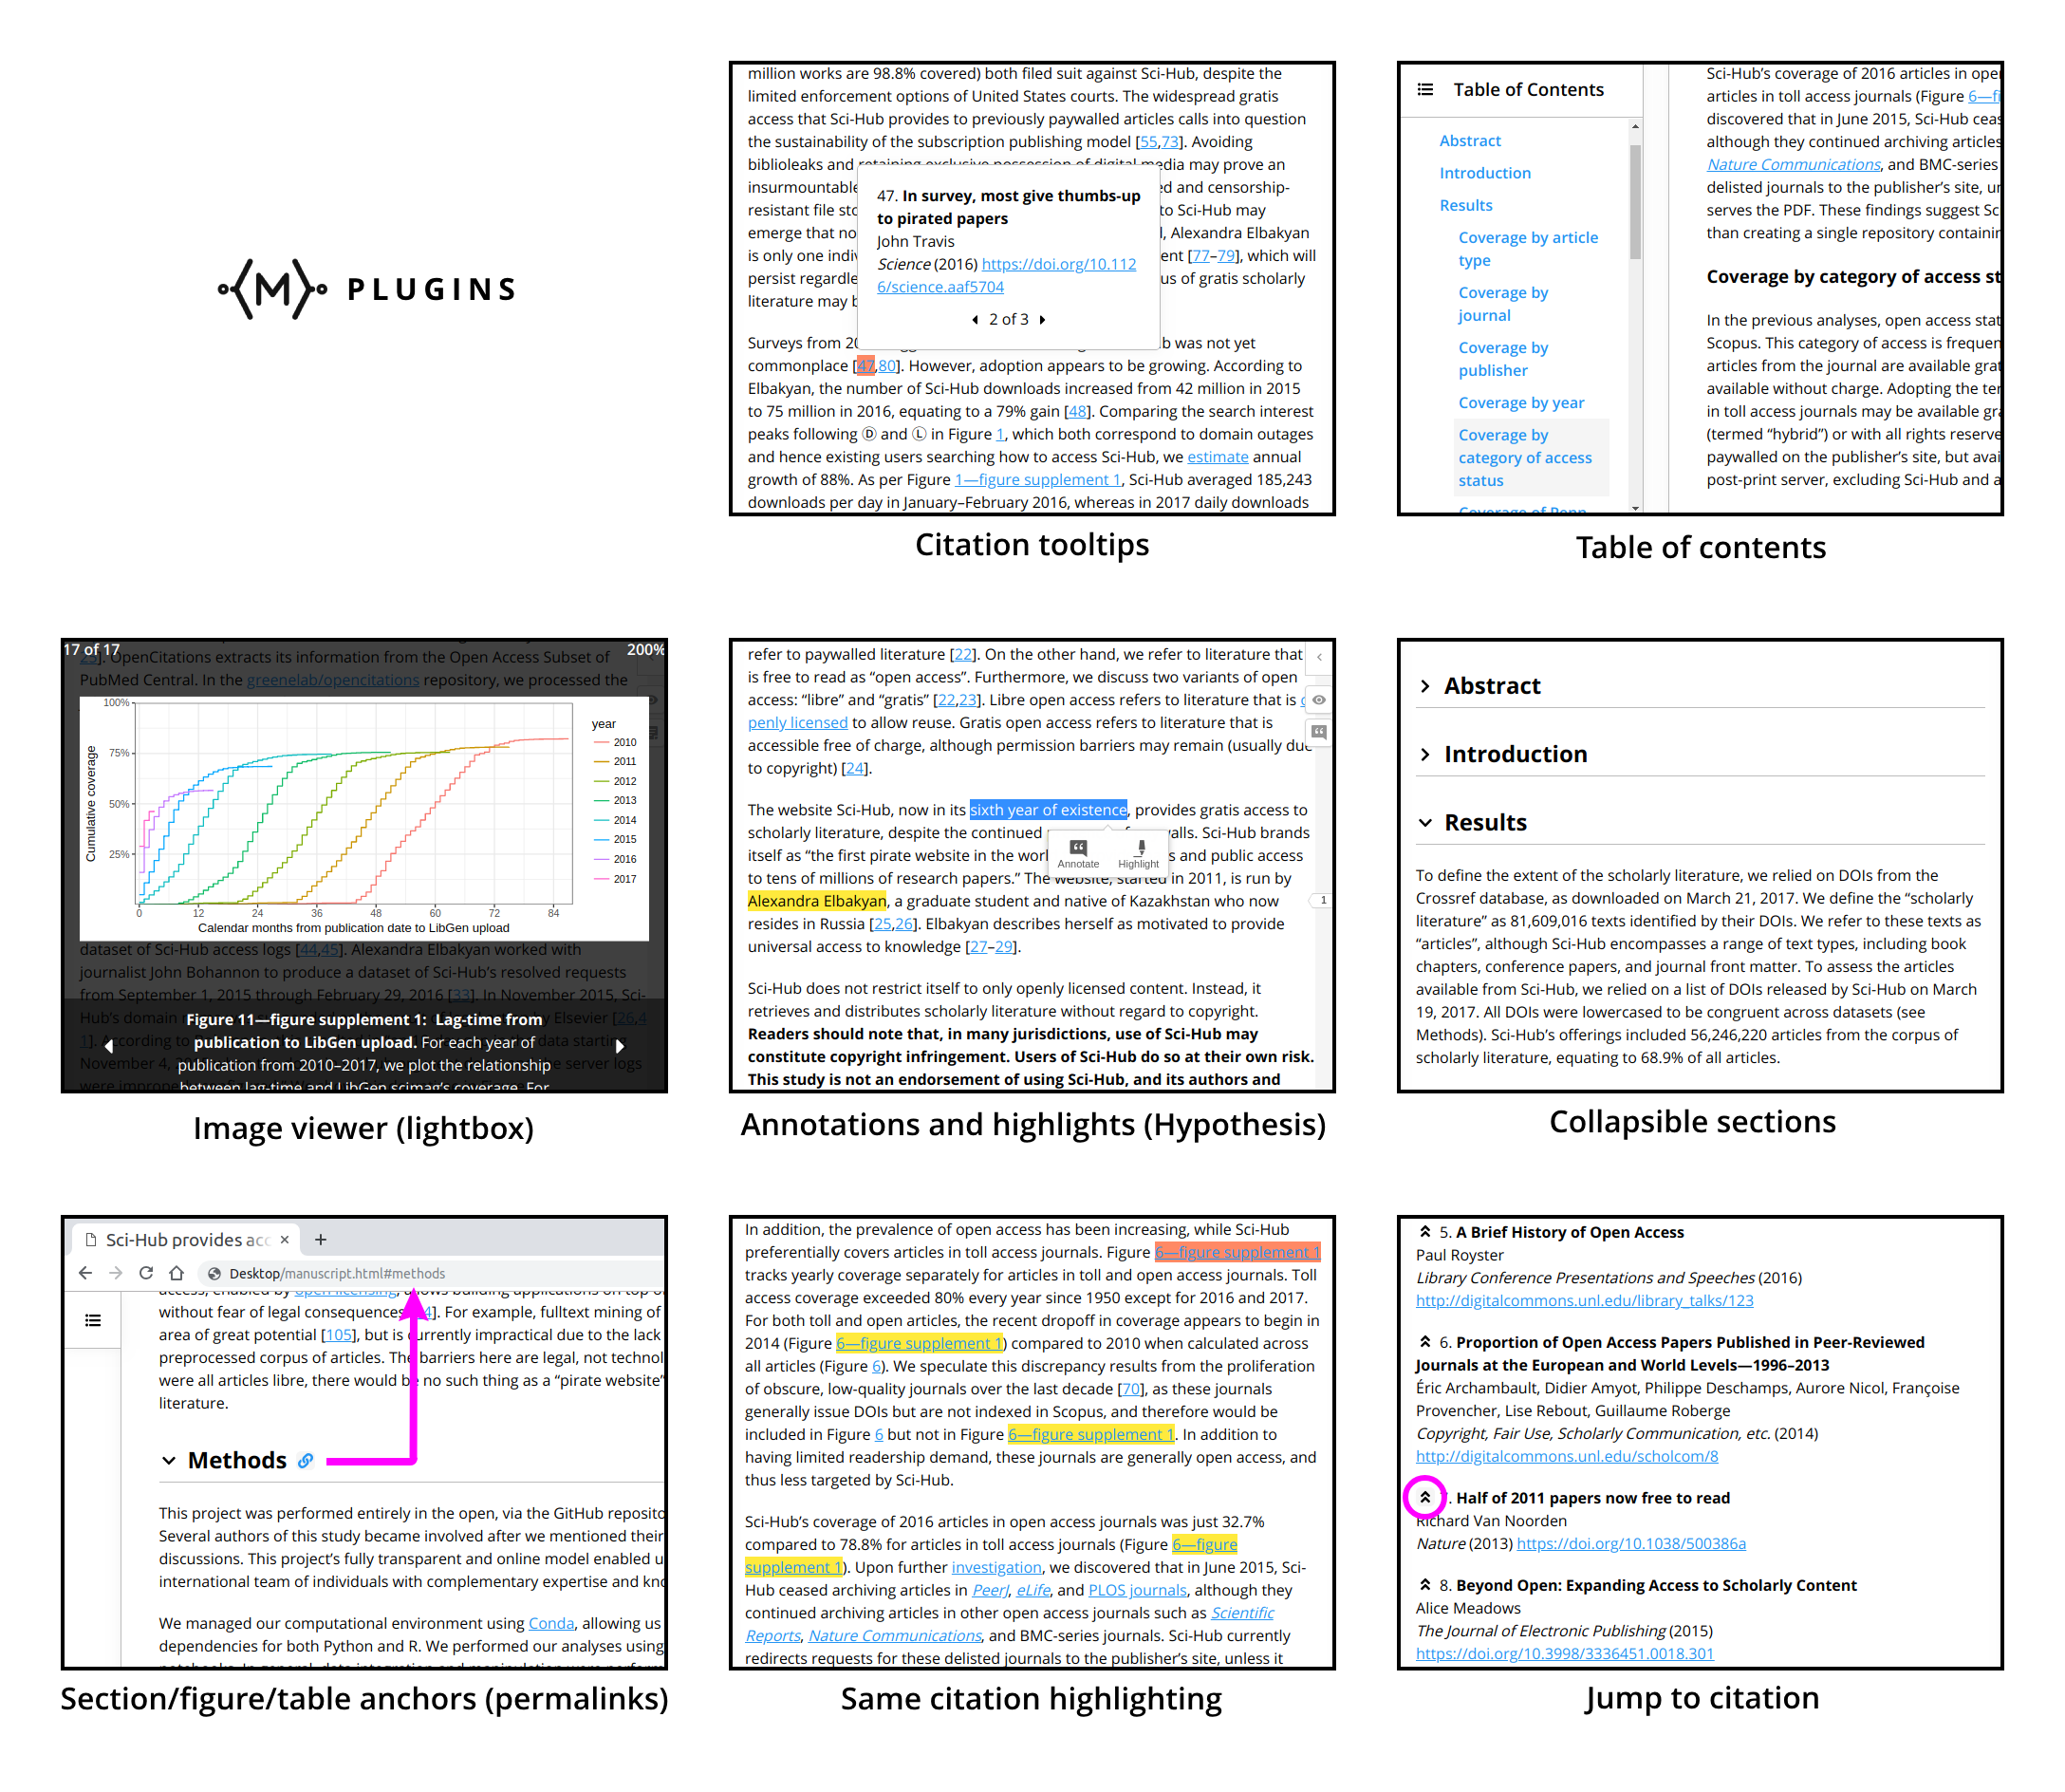 M PLUGINS
million works are 98.8% covered) both filed suit against Sci-Hub, despite the
limited enforcement options of United States courts. The widespread gratis
access that Sci-Hub provides to previously paywalled articles calls into question
the sustainability of the subscription publishing model [55,73]. Avoiding
biblioleaks and retaining exclusive possession of digital media may prove an
insurmountable
ed and censorship-
resistant file sto
to Sci-Hub may
emerge that no
l, Alexandra Elbakyan
is only one indiv
ent [77–79], which will
persist regardle
us of gratis scholarly
literature may b
47. In survey, most give thumbs-up
to pirated papers
John Travis
Science (2016) https://doi.org/10.112
6/science.aaf5704
2 of 3
Surveys from 20
b was not yet
commonplace [47,80]. However, adoption appears to be growing. According to
Elbakyan, the number of Sci-Hub downloads increased from 42 million in 2015
to 75 million in 2016, equating to a 79% gain [48]. Comparing the search interest
peaks following Ⓓ and Ⓛ in Figure 1, which both correspond to domain outages
and hence existing users searching how to access Sci-Hub, we estimate annual
growth of 88%. As per Figure 1—figure supplement 1, Sci-Hub averaged 185,243
downloads per day in January–February 2016, whereas in 2017 daily downloads
Citation tooltips
Table of Contents
Abstract
Introduction
Results
Coverage by article
type
Coverage by
journal
Coverage by
publisher
Coverage by year
Coverage by
category of access
status
Coverage of Penn
Sci-Hub's coverage of 2016 articles in ope
articles in toll access journals (Figure 6—fi
discovered that in June 2015, Sci-Hub ceas
although they continued archiving articles
Nature Communications, and BMC-series
delisted journals to the publisher's site, un
serves the PDF. These findings suggest Sc
than creating a single repository containin
Coverage by category of access st
In the previous analyses, open access stat
Scopus. This category of access is frequen
articles from the journal are available grat
available without charge. Adopting the ter
in toll access journals may be available gra
(termed “hybrid”) or with all rights reserve
paywalled on the publisher's site, but avai
post-print server, excluding Sci-Hub and a
Table of contents
17 of 17
200%
25]. OpenCitations extracts its information from the Open Access Subset of
PubMed Central. In the greenelab/opencitations repository, we processed the
100%
75%
50%
25%
Cumulative coverage
0 12 24 36 48 60 72 84
Calendar months from publication date to LibGen upload
year
2010
2011
2012
2013
2014
2015
2016
2017
dataset of Sci-Hub access logs [44,45]. Alexandra Elbakyan worked with
journalist John Bohannon to produce a dataset of Sci-Hub's resolved requests
from September 1, 2015 through February 29, 2016 [33]. In November 2015, Sci-
Figure 11—figure supplement 1: Lag-time from
publication to LibGen upload. For each year of
publication from 2010–2017, we plot the relationship
between lag-time and LibGen scimag's coverage. For
Image viewer (lightbox)
refer to paywalled literature [22]. On the other hand, we refer to literature that
is free to read as “open access”. Furthermore, we discuss two variants of open
access: “libre” and “gratis” [22,23]. Libre open access refers to literature that is o
penly licensed to allow reuse. Gratis open access refers to literature that is
accessible free of charge, although permission barriers may remain (usually due
to copyright) [24].
The website Sci-Hub, now in its sixth year of existence, provides gratis access to
scholarly literature, despite the continued
walls. Sci-Hub brands
itself as “the first pirate website in the worl
s and public access
to tens of millions of research papers.” The website, started in 2011, is run by
Annotate
Highlight
Alexandra Elbakyan, a graduate student and native of Kazakhstan who now
1
resides in Russia [25,26]. Elbakyan describes herself as motivated to provide
universal access to knowledge [27–29].
Sci-Hub does not restrict itself to only openly licensed content. Instead, it
retrieves and distributes scholarly literature without regard to copyright.
Readers should note that, in many jurisdictions, use of Sci-Hub may
constitute copyright infringement. Users of Sci-Hub do so at their own risk.
This study is not an endorsement of using Sci-Hub, and its authors and
Annotations and highlights (Hypothesis)
Abstract
Introduction
Results
To define the extent of the scholarly literature, we relied on DOIs from the
Crossref database, as downloaded on March 21, 2017. We define the “scholarly
literature” as 81,609,016 texts identified by their DOIs. We refer to these texts as
“articles”, although Sci-Hub encompasses a range of text types, including book
chapters, conference papers, and journal front matter. To assess the articles
available from Sci-Hub, we relied on a list of DOIs released by Sci-Hub on March
19, 2017. All DOIs were lowercased to be congruent across datasets (see
Methods). Sci-Hub's offerings included 56,246,220 articles from the corpus of
scholarly literature, equating to 68.9% of all articles.
Collapsible sections
Sci-Hub provides acc
Desktop/manuscript.html#methods
access, enabled by open licensing, allows building applications on top o
without fear of legal consequences [ 4]. For example, fulltext mining of
area of great potential [105], but is currently impractical due to the lack
preprocessed corpus of articles. The barriers here are legal, not technol
were all articles libre, there would be no such thing as a “pirate website”
literature.
Methods
This project was performed entirely in the open, via the GitHub reposito
Several authors of this study became involved after we mentioned their
discussions. This project's fully transparent and online model enabled u
international team of individuals with complementary expertise and kno
We managed our computational environment using Conda, allowing us
dependencies for both Python and R. We performed our analyses using
Section/figure/table anchors (permalinks)
In addition, the prevalence of open access has been increasing, while Sci-Hub
preferentially covers articles in toll access journals. Figure 6—figure supplement 1
tracks yearly coverage separately for articles in toll and open access journals. Toll
access coverage exceeded 80% every year since 1950 except for 2016 and 2017.
For both toll and open articles, the recent dropoff in coverage appears to begin in
2014 (Figure 6—figure supplement 1) compared to 2010 when calculated across
all articles (Figure 6). We speculate this discrepancy results from the proliferation
of obscure, low-quality journals over the last decade [70], as these journals
generally issue DOIs but are not indexed in Scopus, and therefore would be
included in Figure 6 but not in Figure 6—figure supplement 1. In addition to
having limited readership demand, these journals are generally open access, and
thus less targeted by Sci-Hub.
Sci-Hub's coverage of 2016 articles in open access journals was just 32.7%
compared to 78.8% for articles in toll access journals (Figure 6—figure
supplement 1). Upon further investigation, we discovered that in June 2015, Sci-
Hub ceased archiving articles in PeerJ, eLife, and PLOS journals, although they
continued archiving articles in other open access journals such as Scientific
Reports, Nature Communications, and BMC-series journals. Sci-Hub currently
redirects requests for these delisted journals to the publisher's site, unless it
Same citation highlighting
5. A Brief History of Open Access
Paul Royster
Library Conference Presentations and Speeches (2016)
http://digitalcommons.unl.edu/library_talks/123
6. Proportion of Open Access Papers Published in Peer-Reviewed
Journals at the European and World Levels—1996–2013
Éric Archambault, Didier Amyot, Philippe Deschamps, Aurore Nicol, Françoise
Provencher, Lise Rebout, Guillaume Roberge
Copyright, Fair Use, Scholarly Communication, etc. (2014)
http://digitalcommons.unl.edu/scholcom/8
7. Half of 2011 papers now free to read
Richard Van Noorden
Nature (2013) https://doi.org/10.1038/500386a
8. Beyond Open: Expanding Access to Scholarly Content
Alice Meadows
The Journal of Electronic Publishing (2015)
https://doi.org/10.3998/3336451.0018.301
Jump to citation